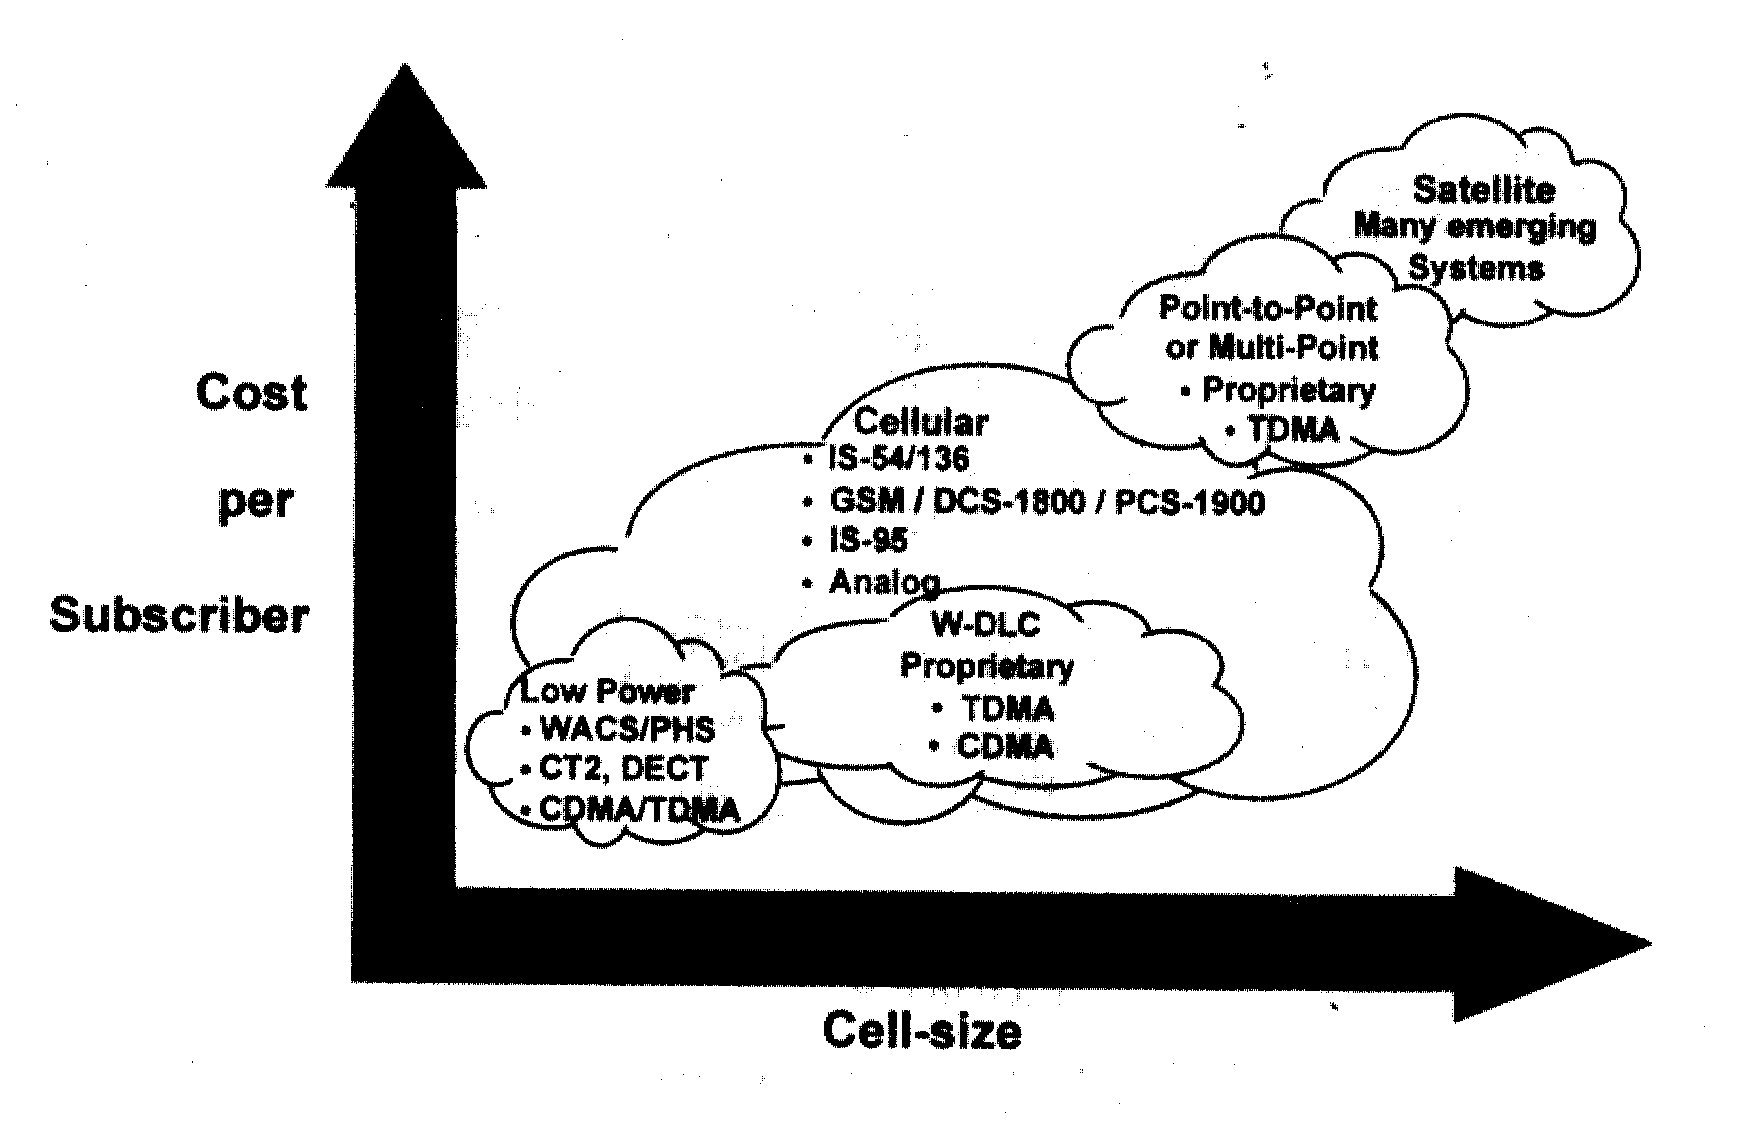 Satellite
Many emerging
Systems
Point-to-Point
or Multi-Point
• Proprietary
• TDMA
Cost
per
Subscriber
Cellular
• IS-54/136
• GSM / DCS-1800 / PCS-1900
• IS-95
• Analog
W-DLC
Proprietary
• TDMA
• CDMA
Low Power
• WACS/PHS
• CT2, DECT
• CDMA/TDMA
Cell-size